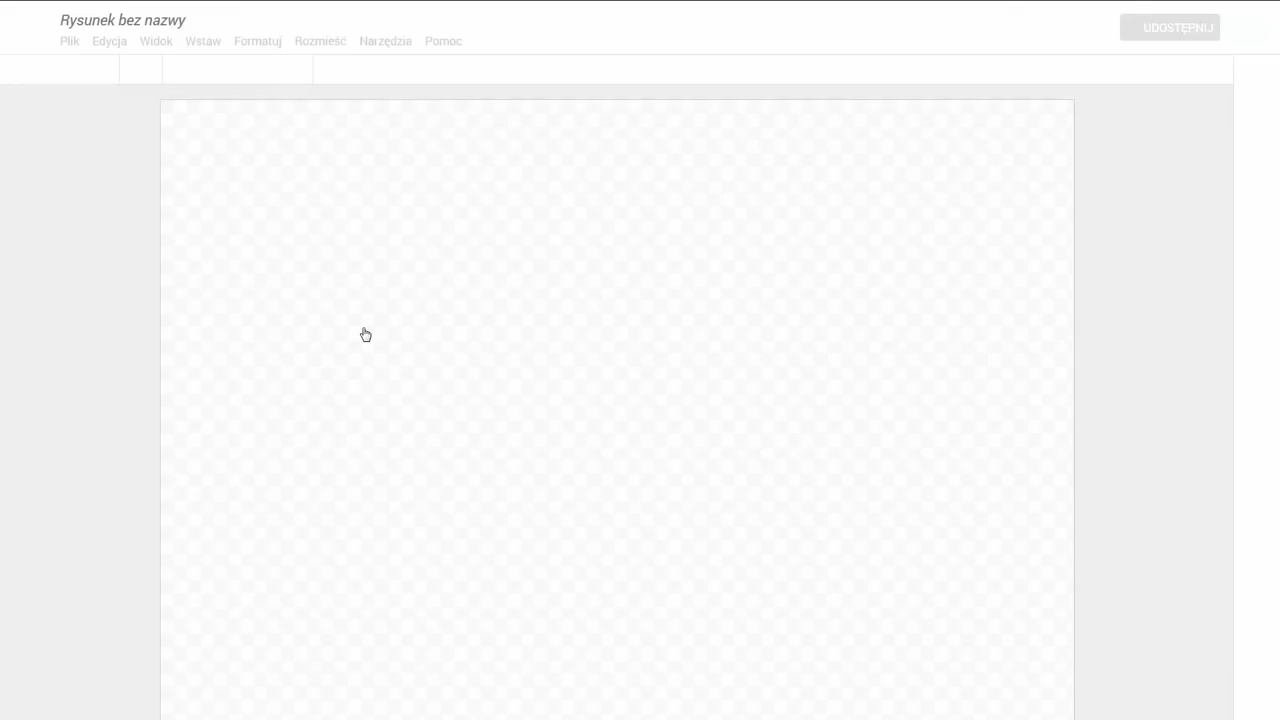 Rysunek bez nazwy
UDOSTĘPNIJ
Plik Edycja Widok Wstaw Formatuj Rozmieść Narzędzia Pomoc